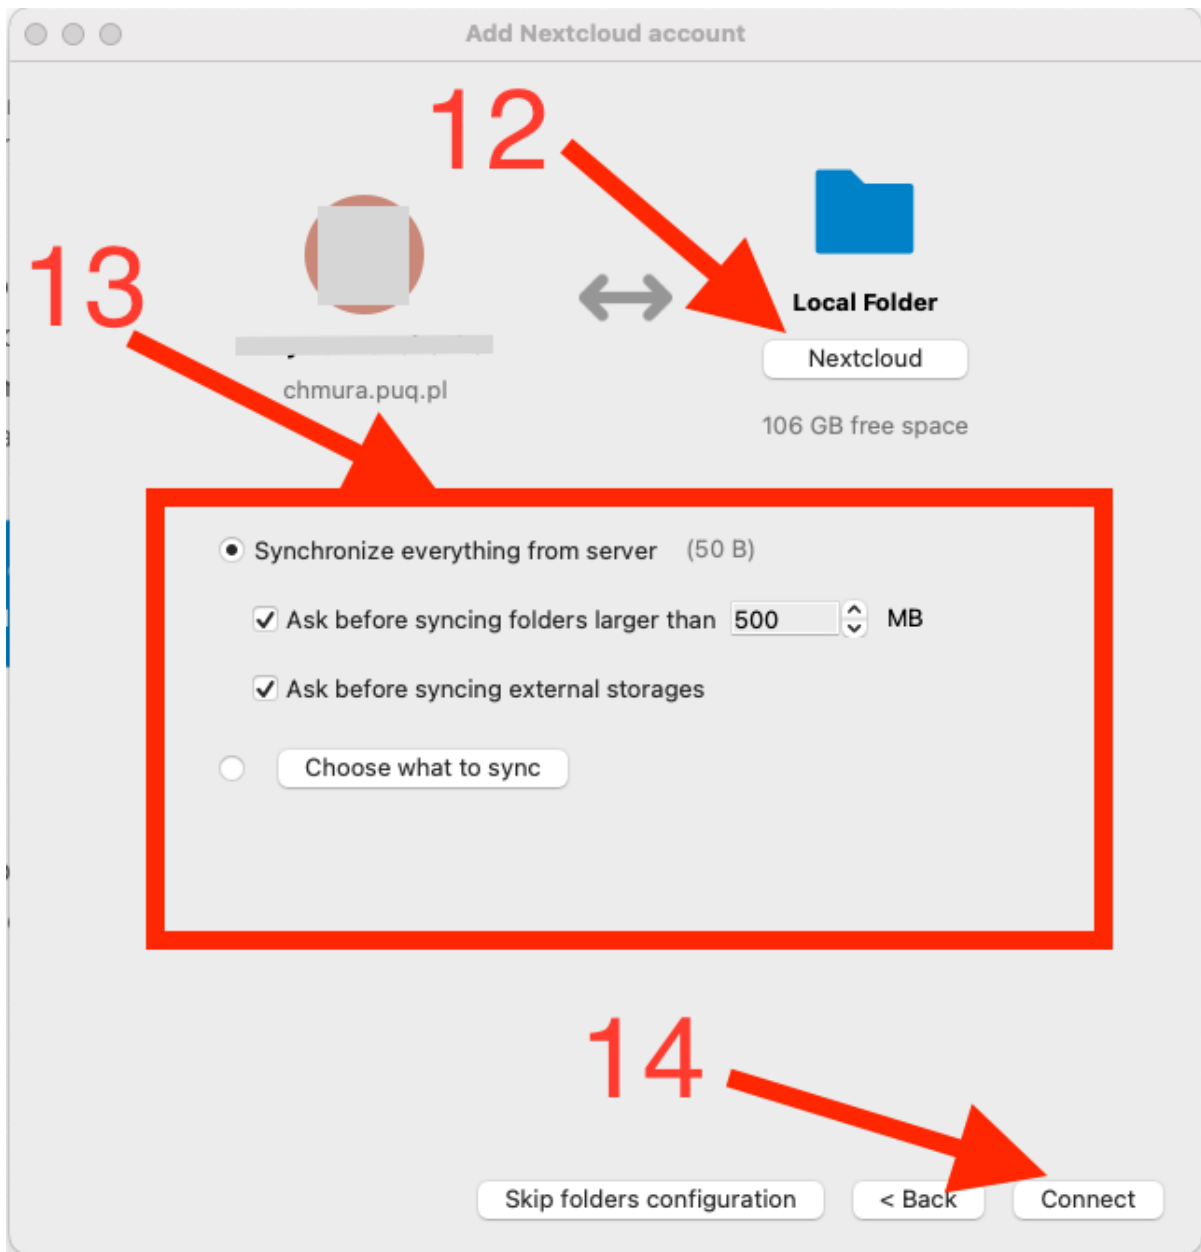 Add Nextcloud account
12
13
Local Folder
Nextcloud
chmura.puq.pl
106 GB free space
Synchronize everything from server (50 B)
Ask before syncing folders larger than 500 MB
Ask before syncing external storages
Choose what to sync
14
Skip folders configuration < Back Connect